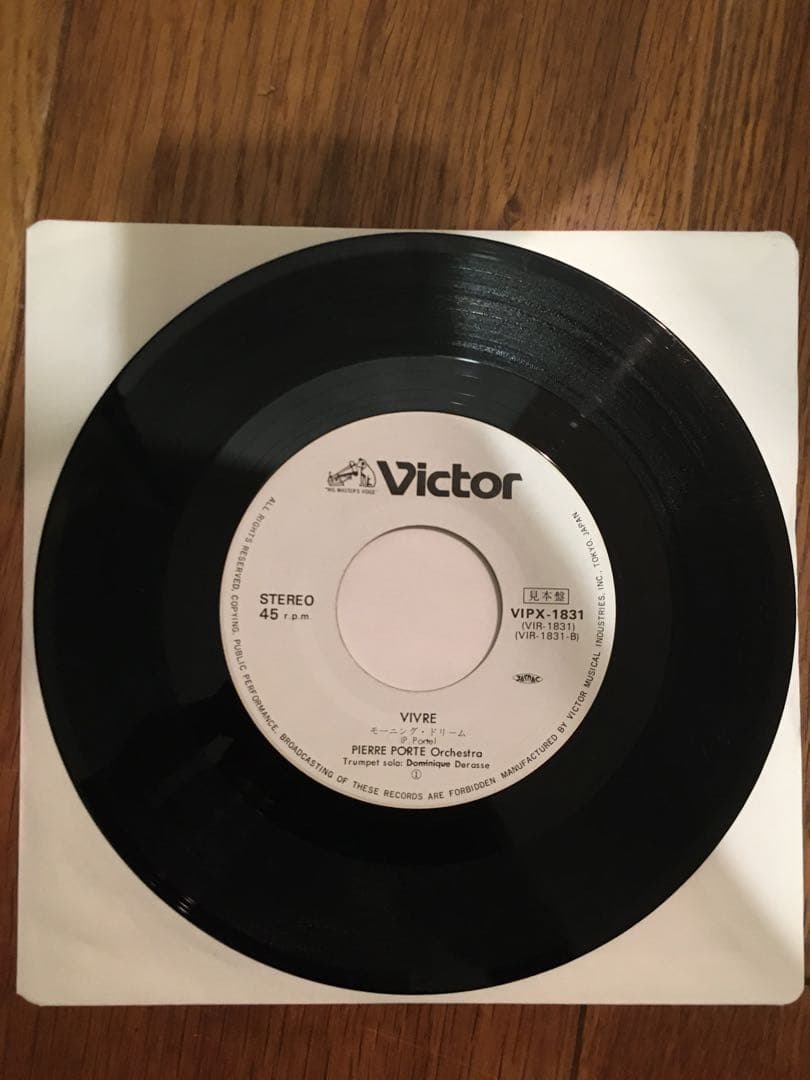 "HIS MASTER'S VOICE"
Victor
STEREO
45 r.p.m.
見本盤
VIPX-1831
(VIR-1831)
(VIR-1831-B)
JASRAC
VIVRE
モーニング・ドリーム
(P. Porte)
PIERRE PORTE Orchestra
Trumpet solo: Dominique Derasse
①
ALL RIGHTS RESERVED, COPYING, PUBLIC PERFORMANCE, BROADCASTING OF THESE RECORDS ARE FORBIDDEN. MANUFACTURED BY VICTOR MUSICAL INDUSTRIES, INC., TOKYO, JAPAN